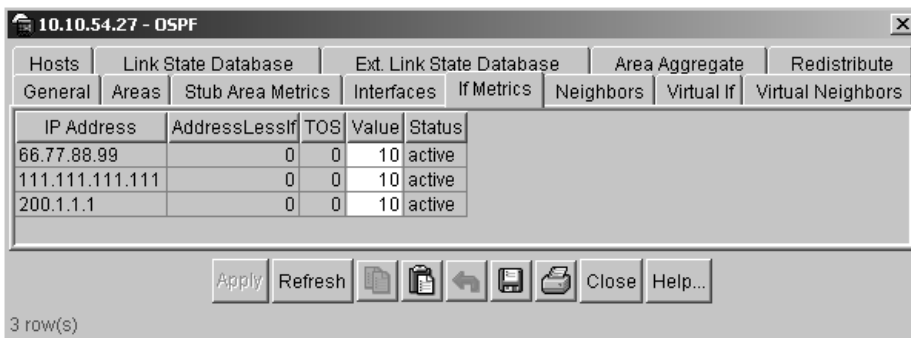 10.10.54.27 - OSPF
Hosts Link State Database Ext. Link State Database Area Aggregate Redistribute
General Areas Stub Area Metrics Interfaces If Metrics Neighbors Virtual If Virtual Neighbors
IP Address AddressLessIf TOS Value Status
66.77.88.99 0 0 10 active
111.111.111.111 0 0 10 active
200.1.1.1 0 0 10 active
Apply Refresh Close Help...
3 row(s)